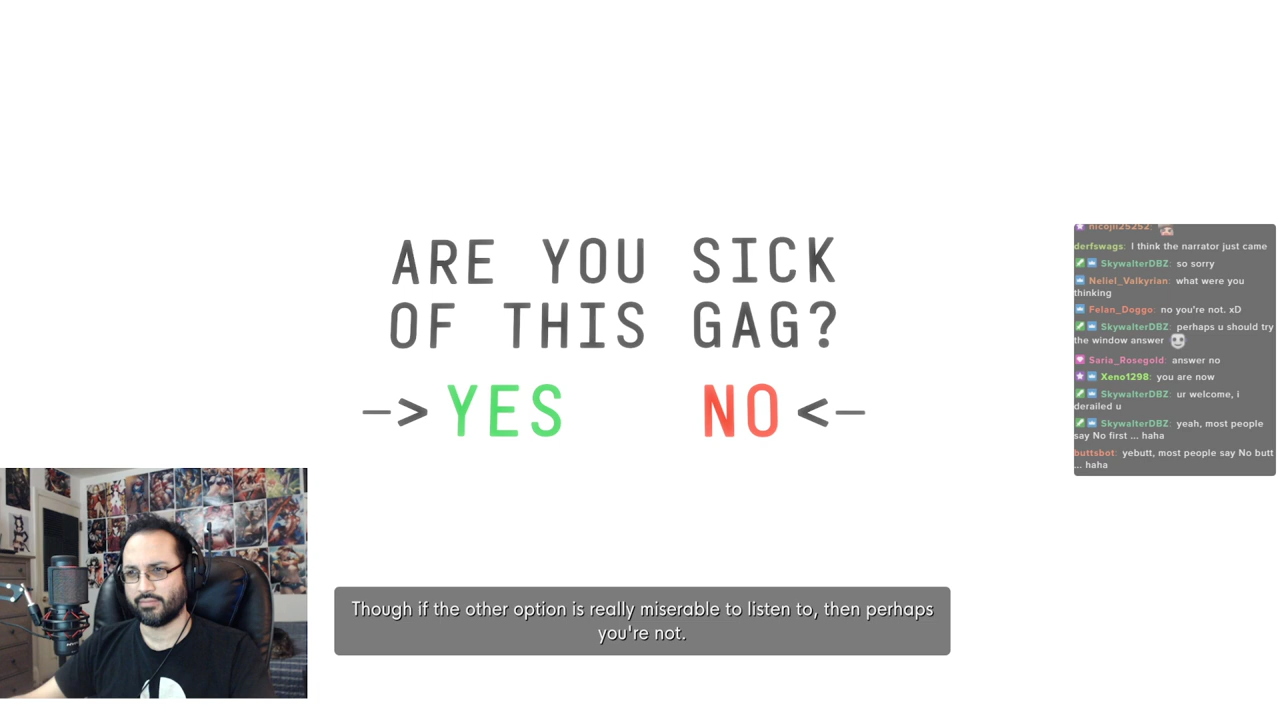 ARE YOU SICK
OF THIS GAG?
YES NO
Though if the other option is really miserable to listen to, then perhaps
you're not.
nicojii25252:
derfswags: I think the narrator just came
SkywalterDBZ: so sorry
Neliel_Valkyrian: what were you
thinking
Felan_Doggo: no you're not. xD
SkywalterDBZ: perhaps u should try
the window answer
Saria_Rosegold: answer no
Xeno1298: you are now
SkywalterDBZ: ur welcome, i
derailed u
SkywalterDBZ: yeah, most people
say No first ... haha
buttsbot: yebutt, most people say No butt
... haha